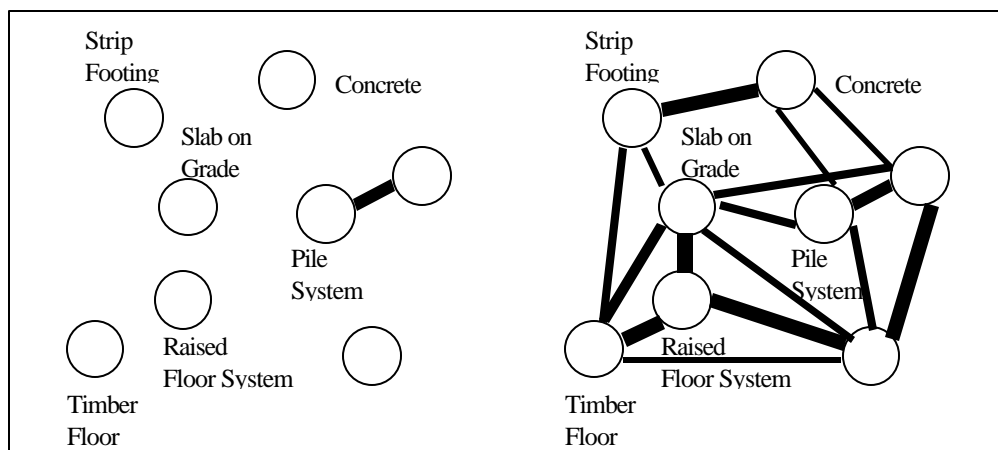 Strip
Footing
Concrete
Slab on
Grade
Pile
System
Raised
Floor System
Timber
Floor
Strip
Footing
Concrete
Slab on
Grade
Pile
System
Raised
Floor System
Timber
Floor